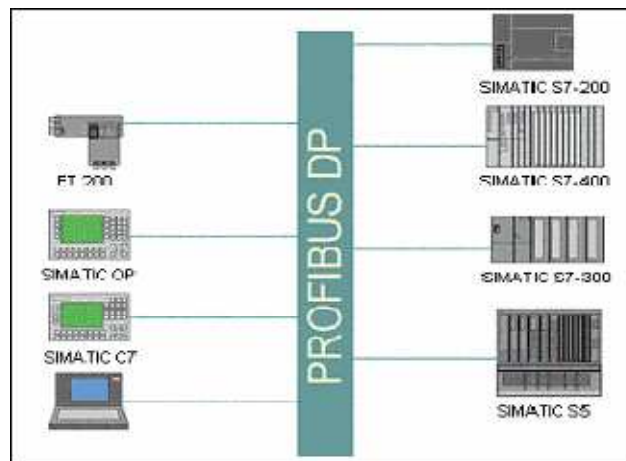 SIMATIC S7-200
ET 200
SIMATIC S7-400
SIMATIC OP
SIMATIC S7-300
SIMATIC C7
SIMATIC S5
PROFIBUS DP